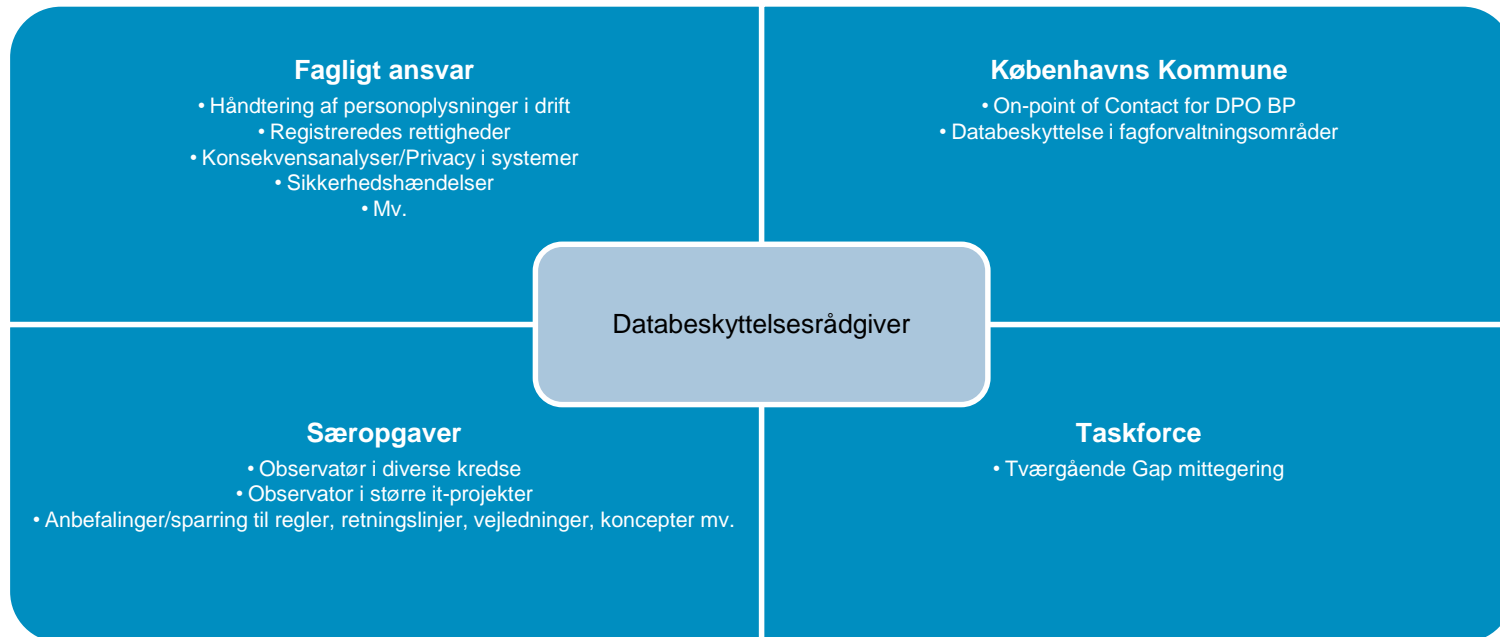 Fagligt ansvar
• Håndtering af personoplysninger i drift
• Registreredes rettigheder
• Konsekvensanalyser/Privacy i systemer
• Sikkerhedshændelser
• Mv.
Københavns Kommune
• On-point of Contact for DPO BP
• Databeskyttelse i fagforvaltningsområder
Databeskyttelsesrådgiver
Særopgaver
• Observatør i diverse kredse
• Observator i større it-projekter
• Anbefalinger/sparring til regler, retningslinjer, vejledninger, koncepter mv.
Taskforce
• Tværgående Gap mittegering